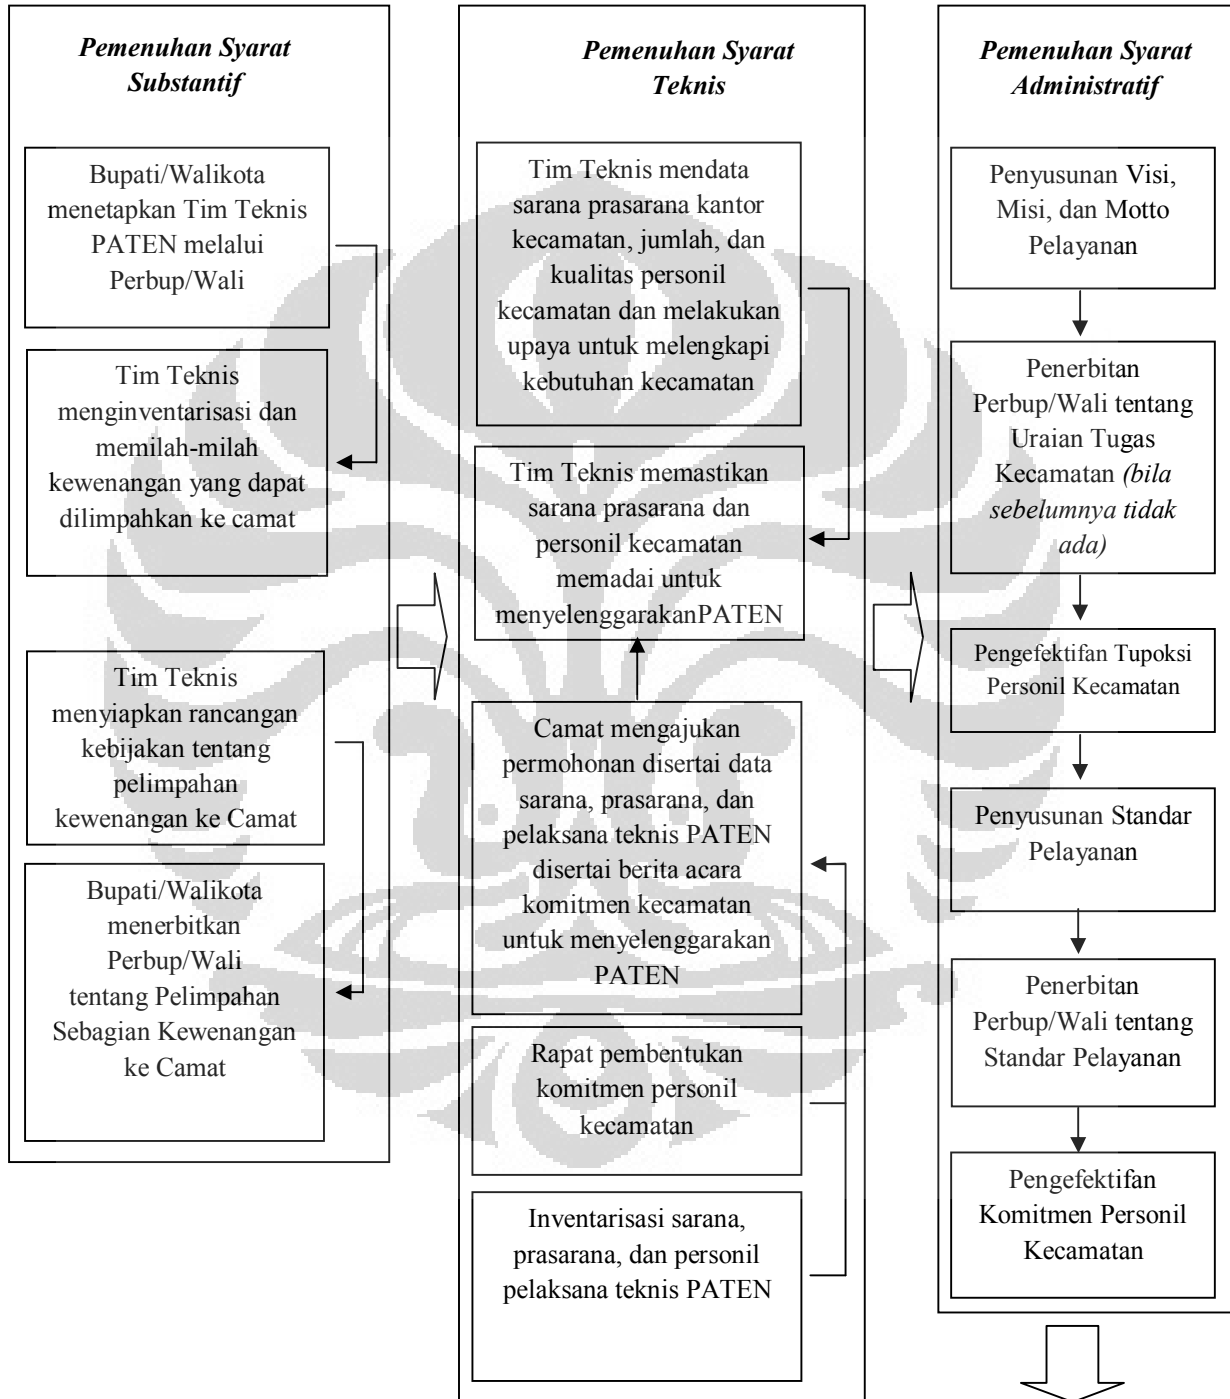 Pemenuhan Syarat
Substantif
Bupati/Walikota
menetapkan Tim Teknis
PATEN melalui
Perbup/Wali
Tim Teknis
menginventarisasi dan
memilah-milah
kewenangan yang dapat
dilimpahkan ke camat
Tim Teknis
menyiapkan rancangan
kebijakan tentang
pelimpahan
kewenangan ke Camat
Bupati/Walikota
menerbitkan
Perbup/Wali
tentang Pelimpahan
Sebagian Kewenangan
ke Camat
Pemenuhan Syarat
Teknis
Tim Teknis mendata
sarana prasarana kantor
kecamatan, jumlah, dan
kualitas personil
kecamatan dan melakukan
upaya untuk melengkapi
kebutuhan kecamatan
Tim Teknis memastikan
sarana prasarana dan
personil kecamatan
memadai untuk
menyelenggarakanPATEN
Camat mengajukan
permohonan disertai data
sarana, prasarana, dan
pelaksana teknis PATEN
disertai berita acara
komitmen kecamatan
untuk menyelenggarakan
PATEN
Rapat pembentukan
komitmen personil
kecamatan
Inventarisasi sarana,
prasarana, dan personil
pelaksana teknis PATEN
Pemenuhan Syarat
Administratif
Penyusunan Visi,
Misi, dan Motto
Pelayanan
Penerbitan
Perbup/Wali tentang
Uraian Tugas
Kecamatan (bila
sebelumnya tidak
ada)
Pengefektifan Tupoksi
Personil Kecamatan
Penyusunan Standar
Pelayanan
Penerbitan
Perbup/Wali tentang
Standar Pelayanan
Pengefektifan
Komitmen Personil
Kecamatan